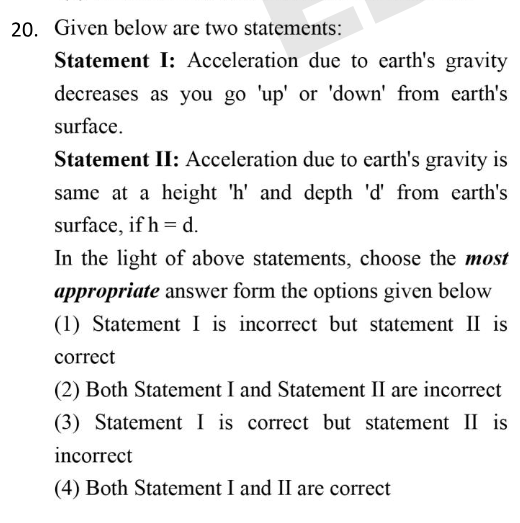 20. Given below are two statements:
Statement I: Acceleration due to earth's gravity
decreases as you go 'up' or 'down' from earth's
surface.
Statement II: Acceleration due to earth's gravity is
same at a height 'h' and depth 'd' from earth's
surface, if h = d.
In the light of above statements, choose the most
appropriate answer form the options given below
(1) Statement I is incorrect but statement II is
correct
(2) Both Statement I and Statement II are incorrect
(3) Statement I is correct but statement II is
incorrect
(4) Both Statement I and II are correct